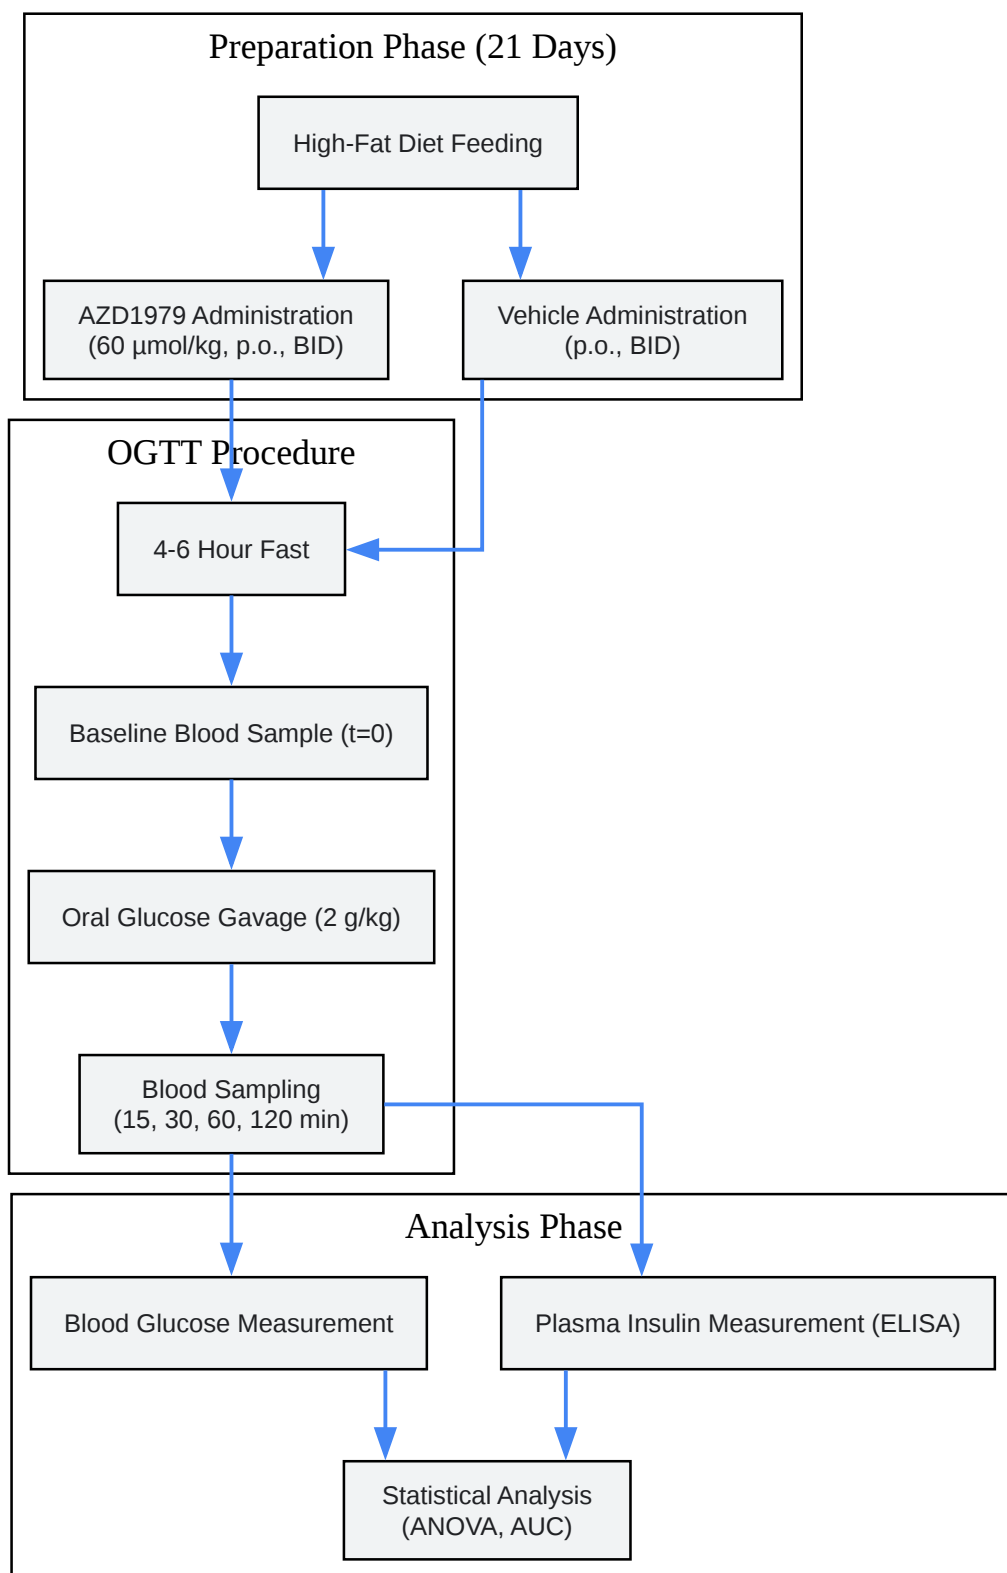 Preparation Phase (21 Days)
High-Fat Diet Feeding
AZD1979 Administration
(60 µmol/kg, p.o., BID)
Vehicle Administration
(p.o., BID)
OGTT Procedure
4-6 Hour Fast
Baseline Blood Sample (t=0)
Oral Glucose Gavage (2 g/kg)
Blood Sampling
(15, 30, 60, 120 min)
Analysis Phase
Blood Glucose Measurement
Plasma Insulin Measurement (ELISA)
Statistical Analysis
(ANOVA, AUC)